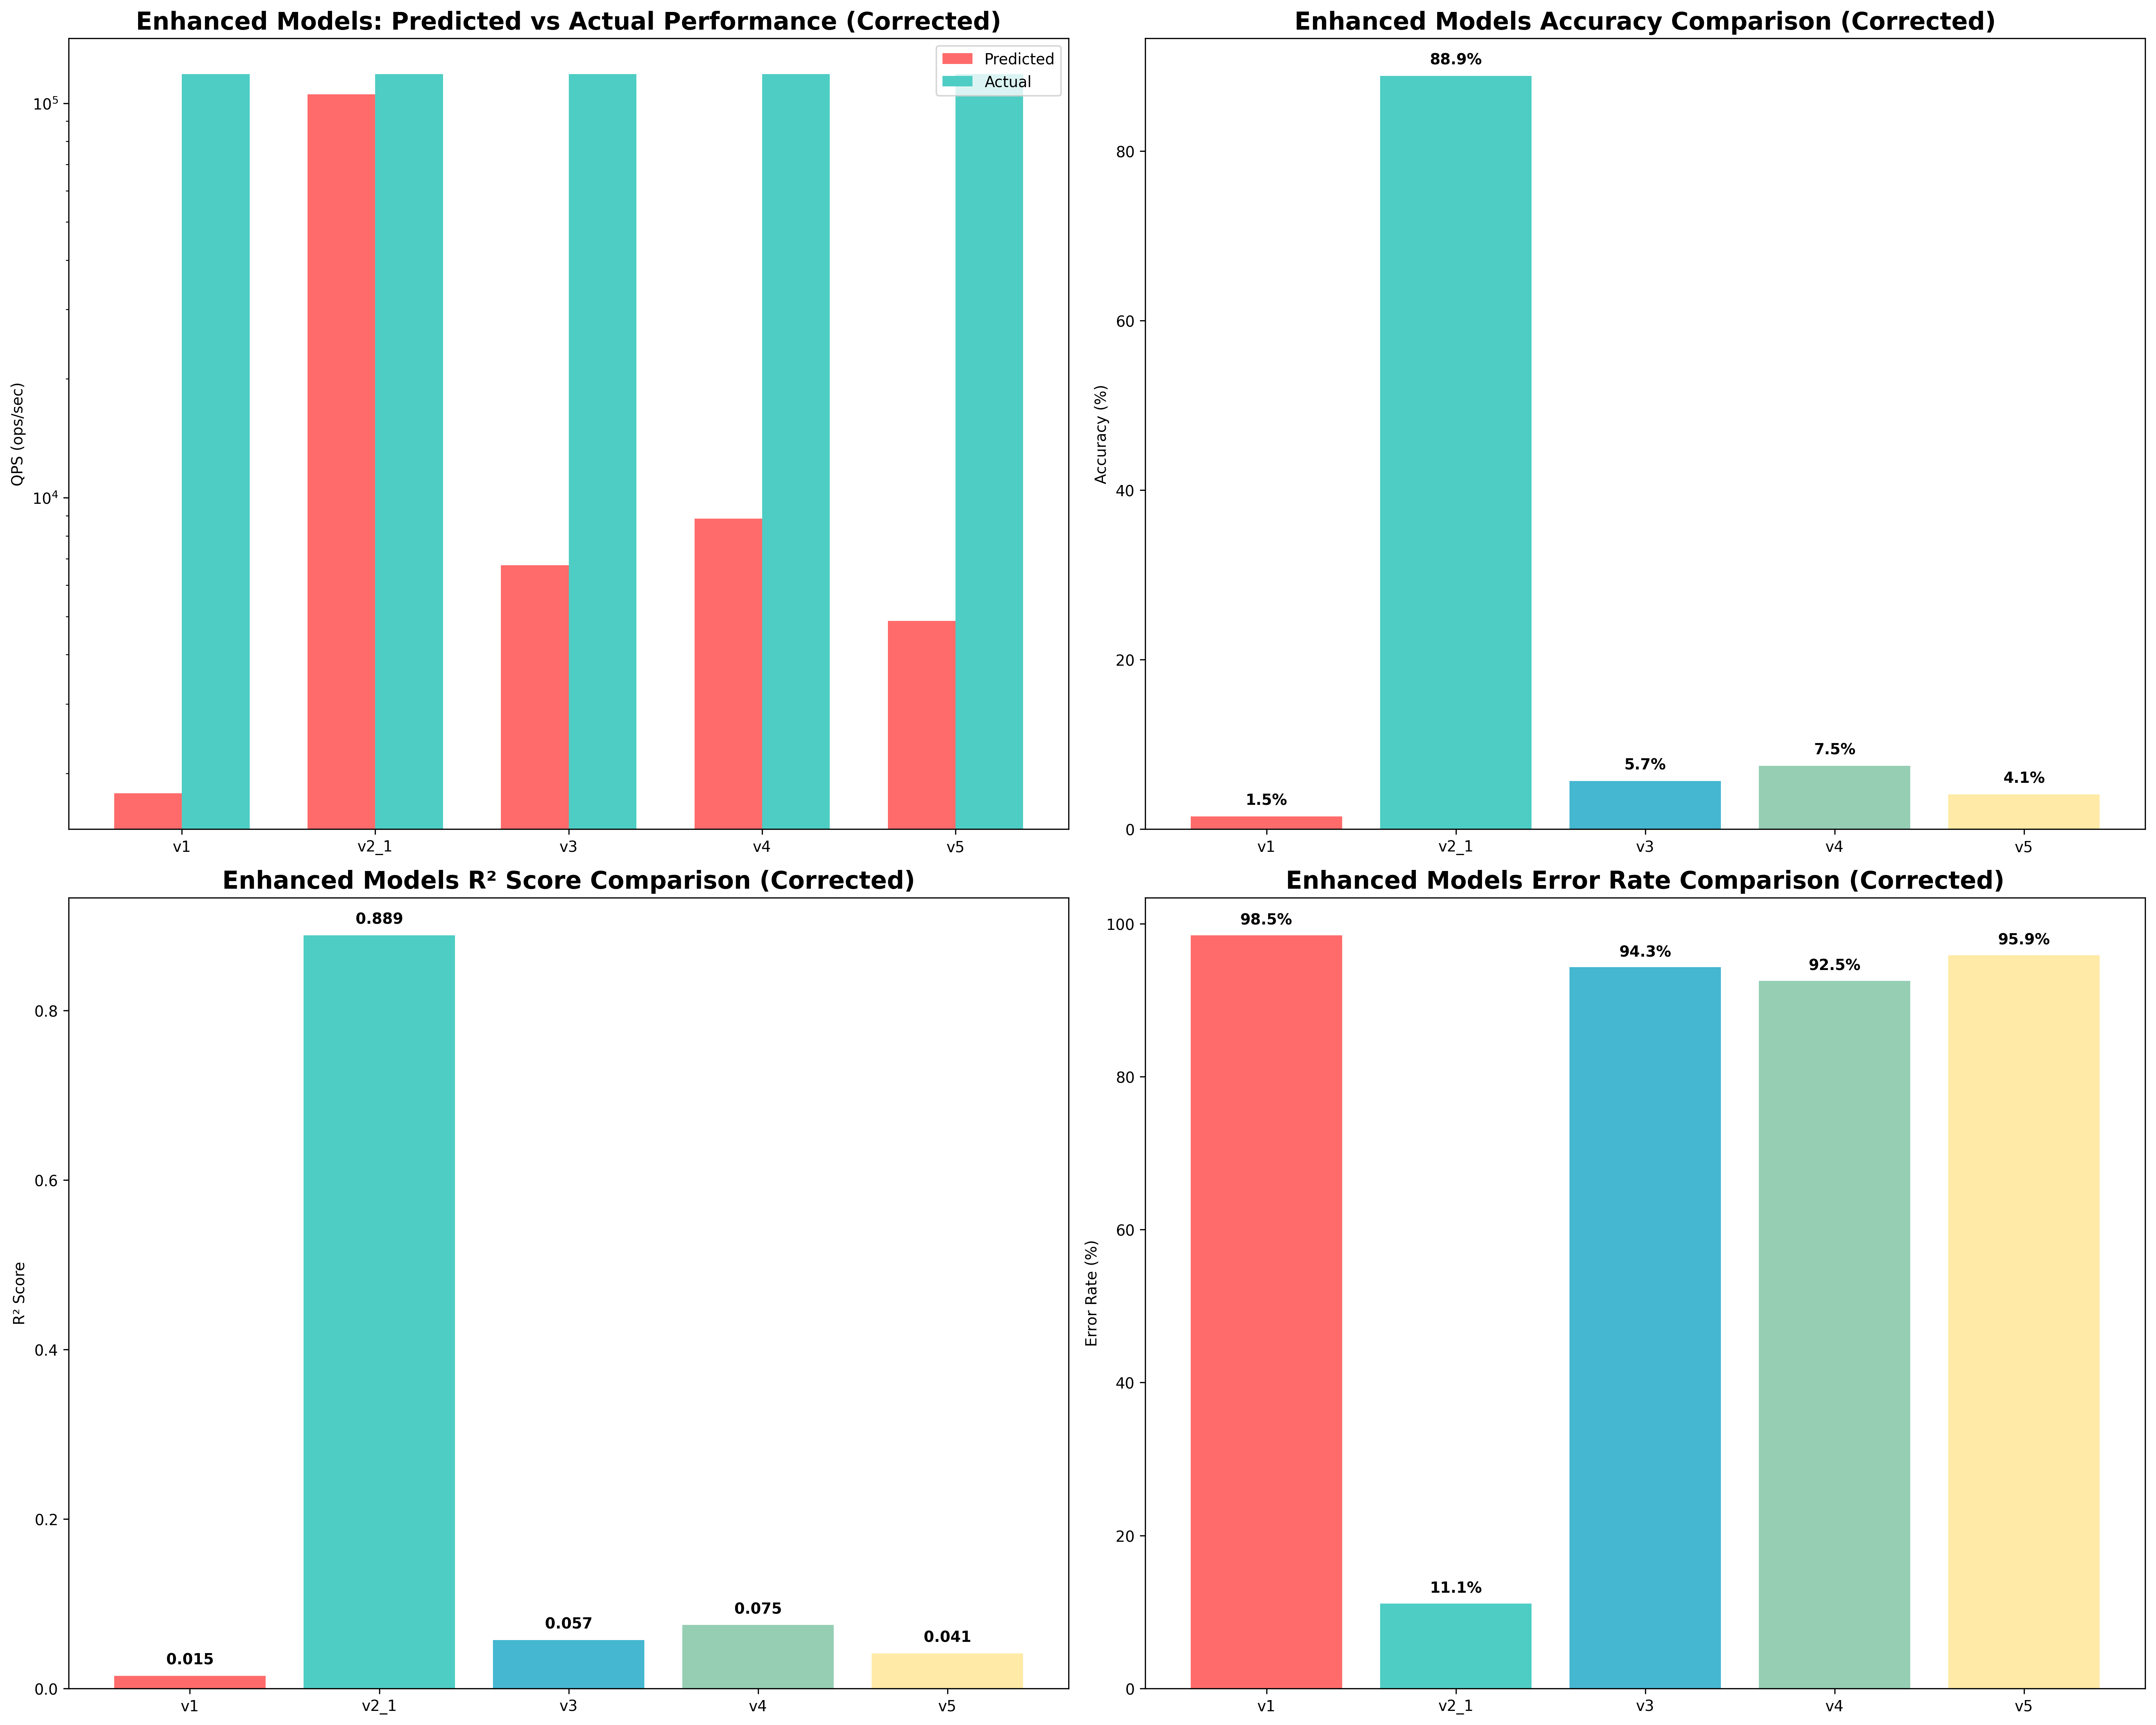 Enhanced Models: Predicted vs Actual Performance (Corrected)
Predicted
Actual
10⁵
10⁴
QPS (ops/sec)
v1
v2_1
v3
v4
v5
Enhanced Models Accuracy Comparison (Corrected)
88.9%
1.5%
5.7%
7.5%
4.1%
80
60
40
20
0
Accuracy (%)
v1
v2_1
v3
v4
v5
Enhanced Models R² Score Comparison (Corrected)
0.889
0.015
0.057
0.075
0.041
0.8
0.6
0.4
0.2
0.0
R² Score
v1
v2_1
v3
v4
v5
Enhanced Models Error Rate Comparison (Corrected)
98.5%
11.1%
94.3%
92.5%
95.9%
100
80
60
40
20
0
Error Rate (%)
v1
v2_1
v3
v4
v5